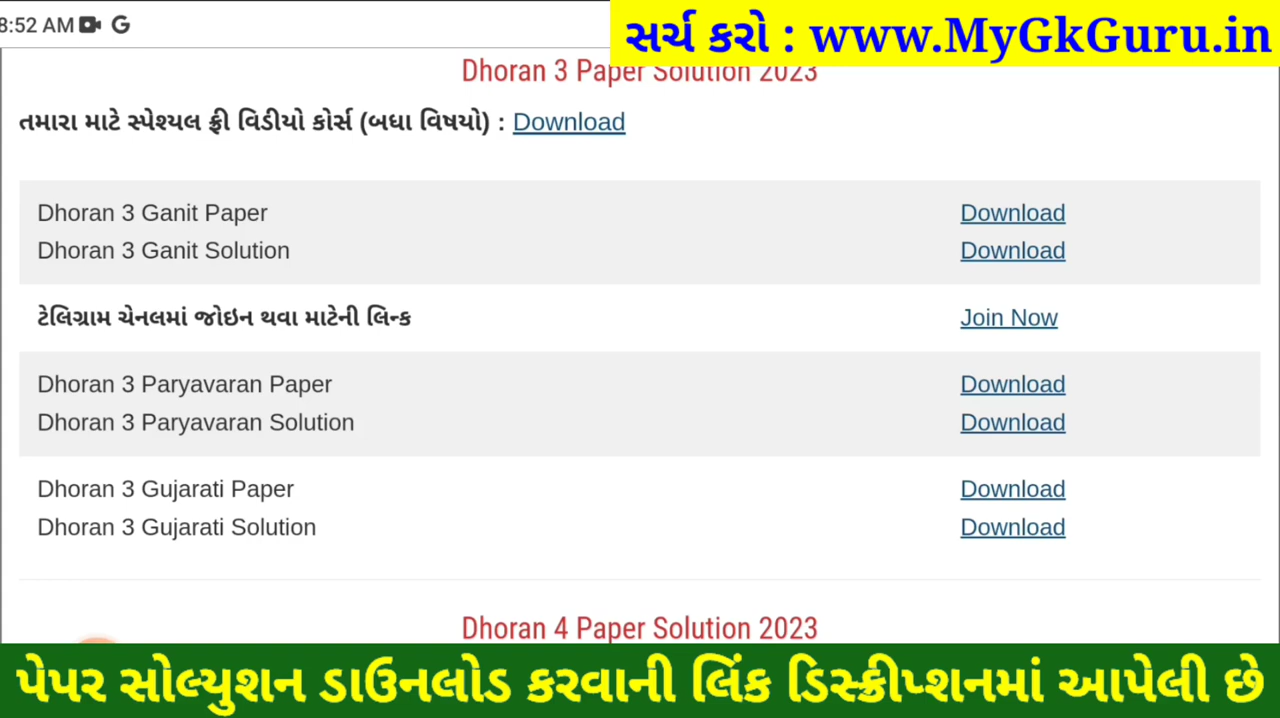 8:52 AM
સર્ચ કરો : www.MyGkGuru.in
Dhoran 3 Paper Solution 2023
તમારા માટે સ્પેશ્યલ ફ્રી વિડીયો કોર્સ (બધા વિષયો) : Download
Dhoran 3 Ganit Paper Download
Dhoran 3 Ganit Solution Download
ટેલિગ્રામ ચેનલમાં જોઇન થવા માટેની લિન્ક Join Now
Dhoran 3 Paryavaran Paper Download
Dhoran 3 Paryavaran Solution Download
Dhoran 3 Gujarati Paper Download
Dhoran 3 Gujarati Solution Download
Dhoran 4 Paper Solution 2023
પેપર સોલ્યુશન ડાઉનલોડ કરવાની લિંક ડિસ્ક્રીપ્શનમાં આપેલી છે